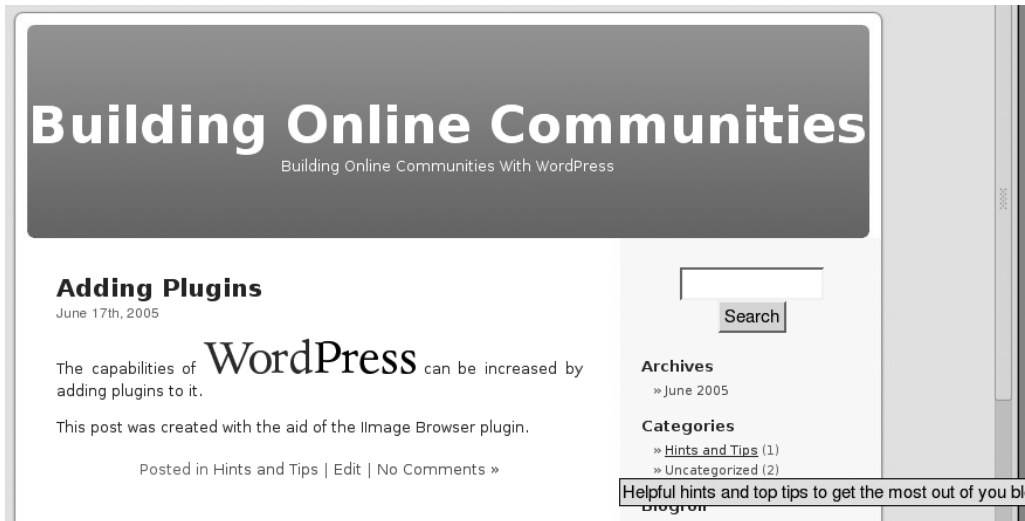 Building Online Communities
Building Online Communities With WordPress
Adding Plugins
June 17th, 2005
The capabilities of WordPress can be increased by
adding plugins to it.
This post was created with the aid of the IImage Browser plugin.
Posted in Hints and Tips | Edit | No Comments »
Search
Archives
» June 2005
Categories
» Hints and Tips (1)
» Uncategorized (2)
Helpful hints and top tips to get the most out of you bl
Blogroll